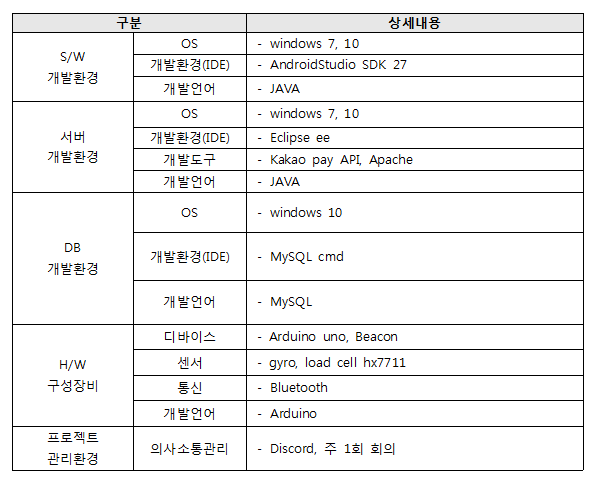 구분 상세내용
S/W
개발환경
OS - windows 7, 10
개발환경(IDE) - AndroidStudio SDK 27
개발언어 - JAVA
서버
개발환경
OS - windows 7, 10
개발환경(IDE) - Eclipse ee
개발도구 - Kakao pay API, Apache
개발언어 - JAVA
DB
개발환경
OS - windows 10
개발환경(IDE) - MySQL cmd
개발언어 - MySQL
H/W
구성장비
디바이스 - Arduino uno, Beacon
센서 - gyro, load cell hx7711
통신 - Bluetooth
개발언어 - Arduino
프로젝트
관리환경
의사소통관리 - Discord, 주 1회 회의